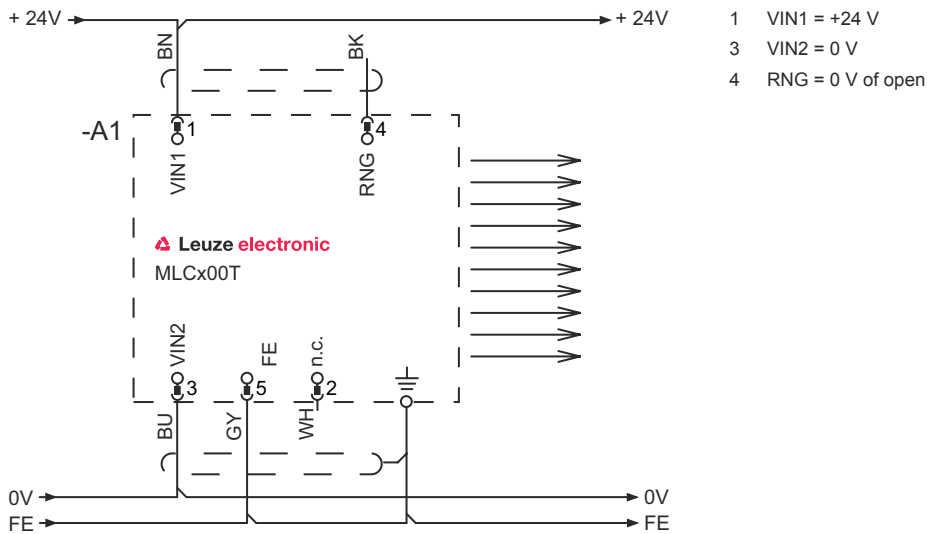 + 24V
+ 24V
1 VIN1 = +24 V
3 VIN2 = 0 V
4 RNG = 0 V of open
BN
BK
-A1
1
4
VIN1
RNG
Leuze electronic
MLCx00T
VIN2
FE
n.c.
3
5
2
BU
GY
WH
0V
0V
FE
FE